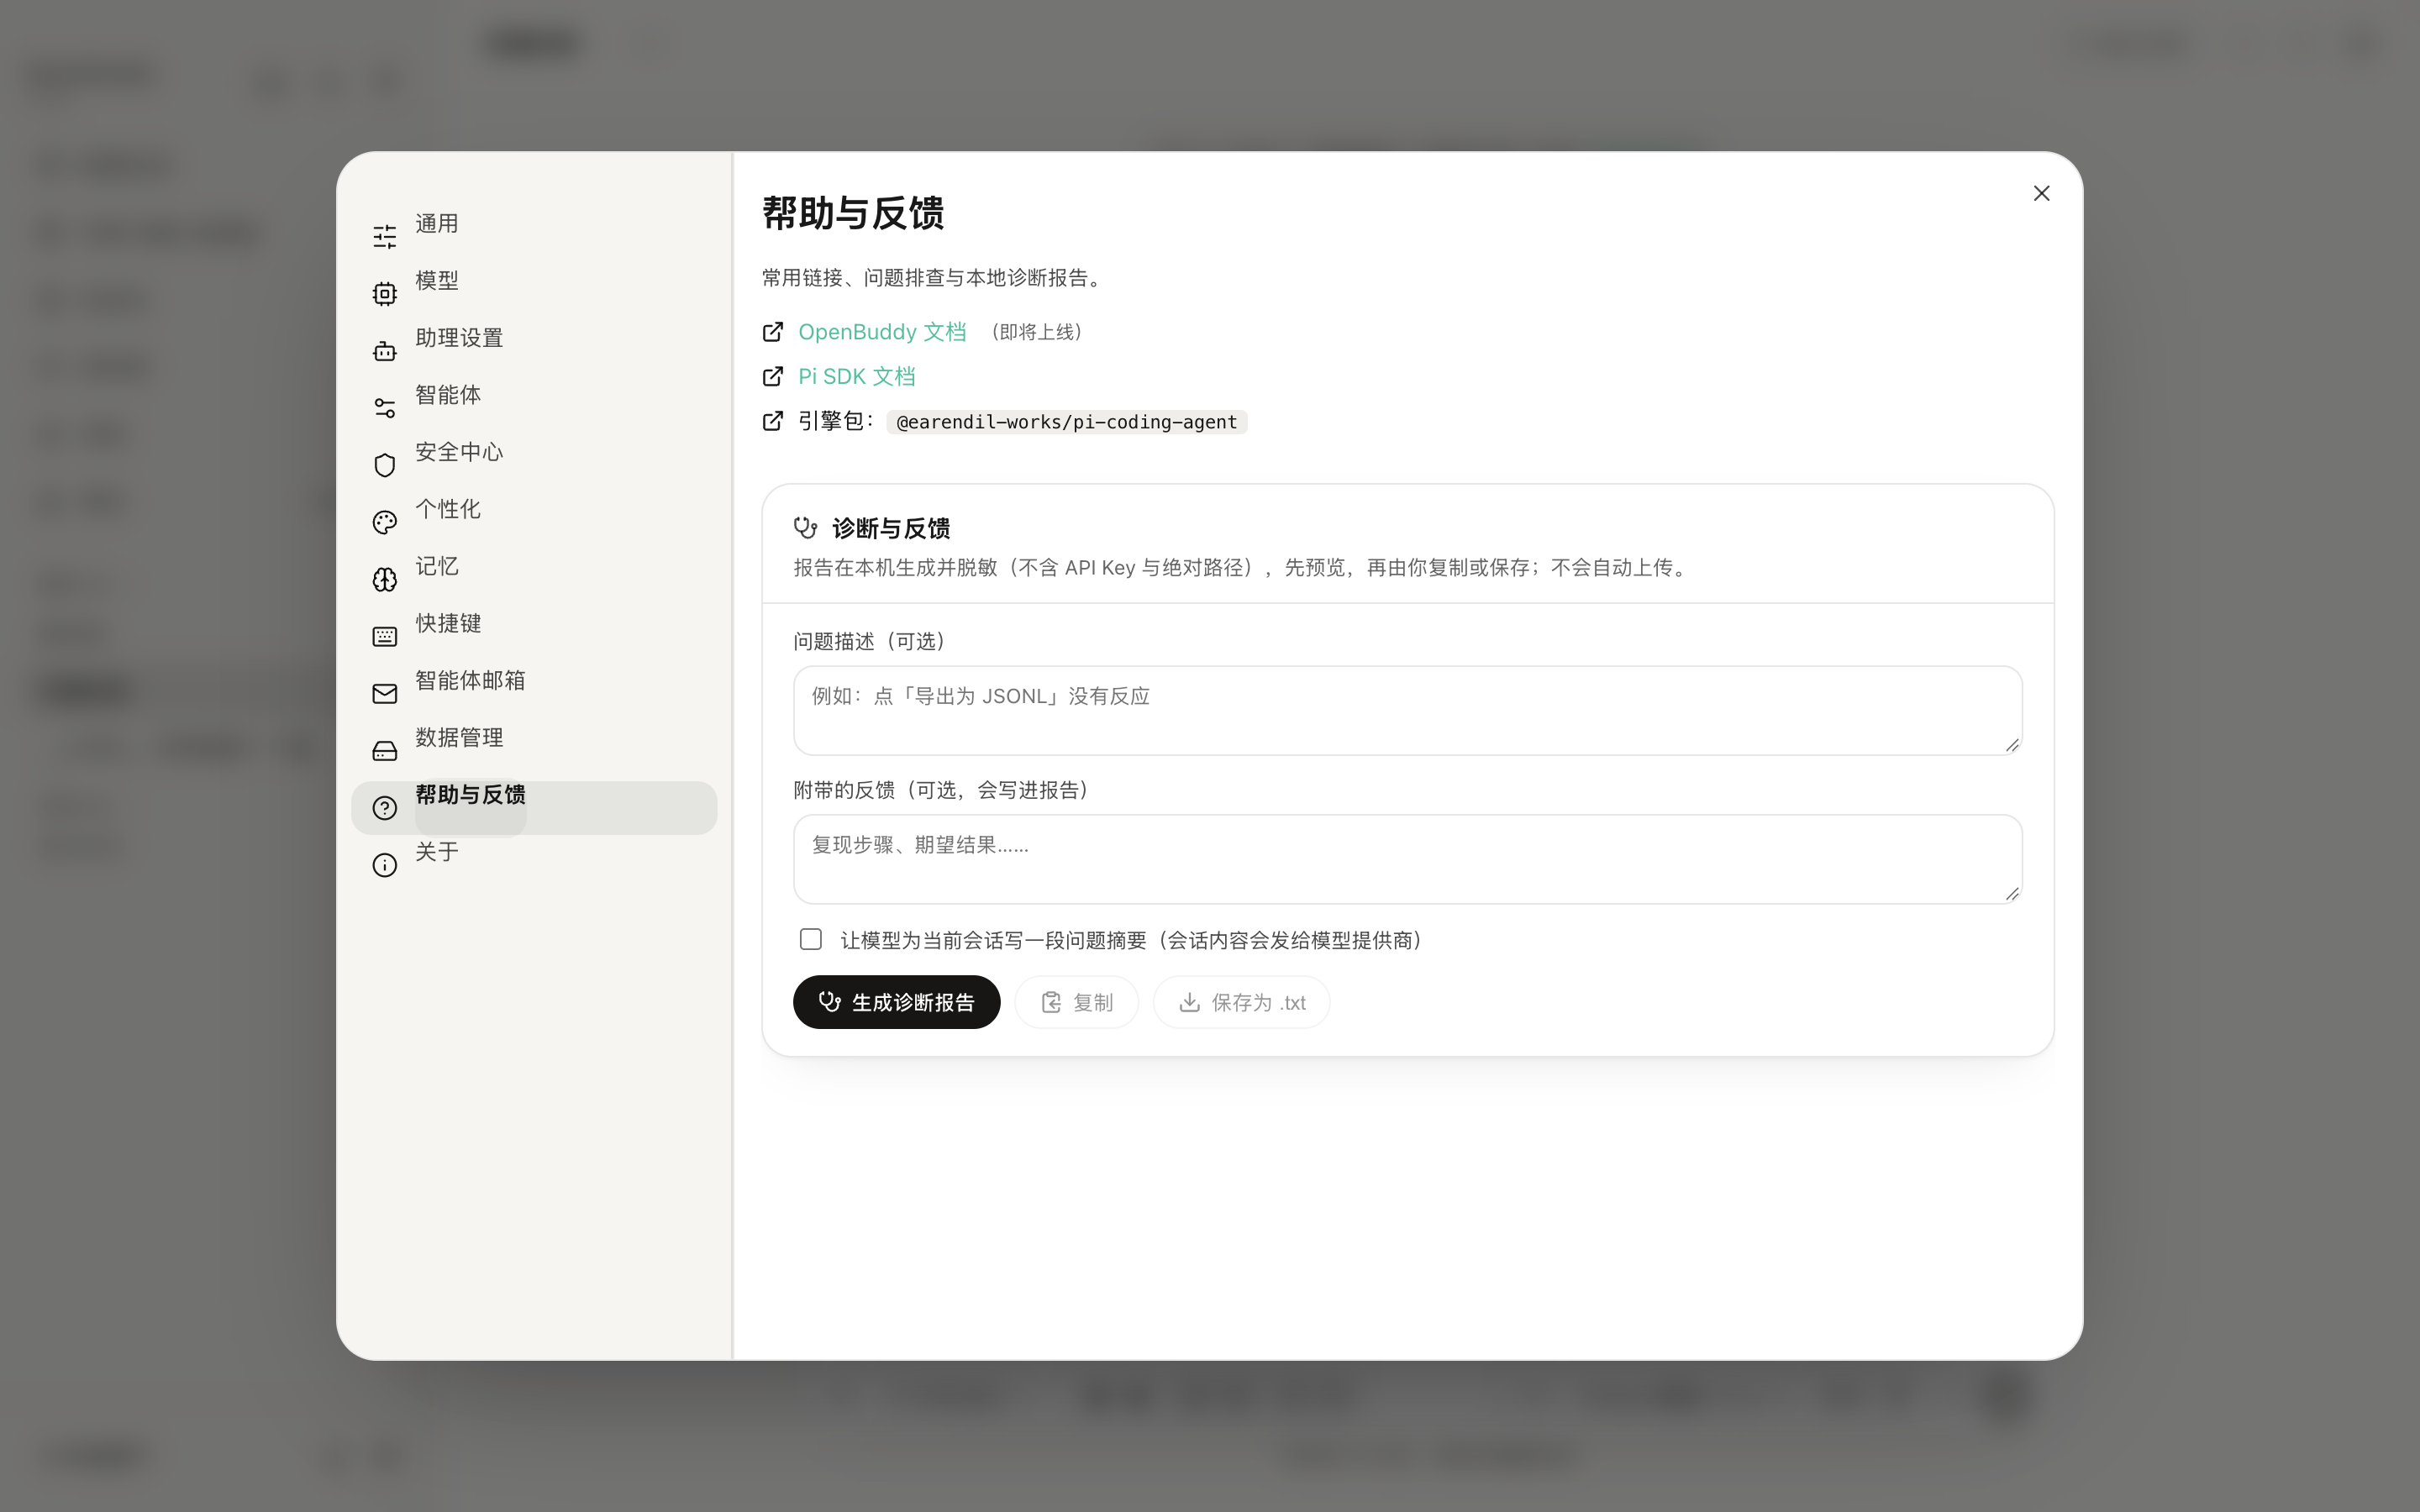 通用
模型
助理设置
智能体
安全中心
个性化
记忆
快捷键
智能体邮箱
数据管理
帮助与反馈
关于
帮助与反馈
常用链接、问题排查与本地诊断报告。
OpenBuddy 文档 （即将上线）
Pi SDK 文档
引擎包： @earendil-works/pi-coding-agent
诊断与反馈
报告在本机生成并脱敏（不含 API Key 与绝对路径），先预览，再由你复制或保存；不会自动上传。
问题描述（可选）
例如：点「导出为 JSONL」没有反应
附带的反馈（可选，会写进报告）
复现步骤、期望结果……
让模型为当前会话写一段问题摘要（会话内容会发给模型提供商）
生成诊断报告 复制 保存为 .txt